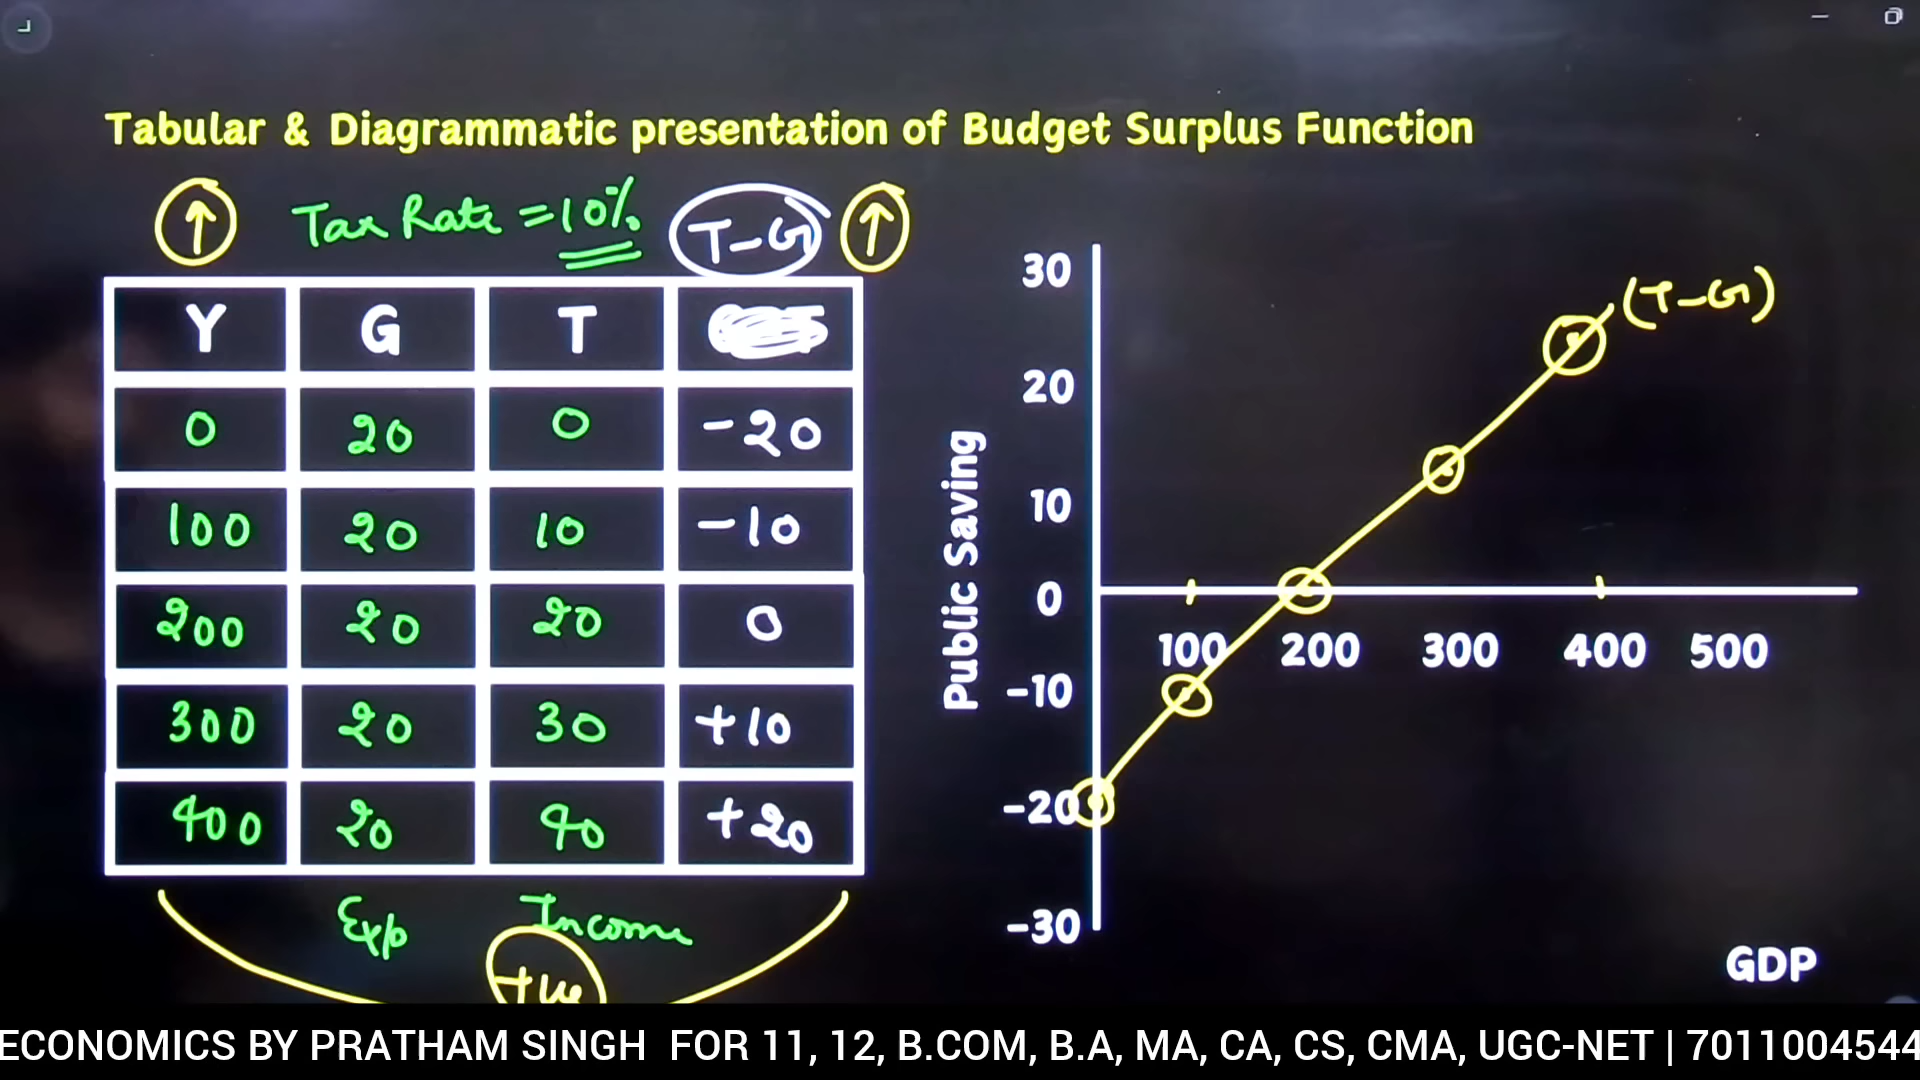 Tabular & Diagrammatic presentation of Budget Surplus Function
↑ Tax Rate = 10% T-G ↑
Y G T
0 20 0 -20
100 20 10 -10
200 20 20 0
300 20 30 +10
400 20 40 +20
Exp Income
+ve
30
20
10
0
-10
-20
-30
Public Saving
(T-G)
100 200 300 400 500
GDP
ECONOMICS BY PRATHAM SINGH FOR 11, 12, B.COM, B.A, MA, CA, CS, CMA, UGC-NET | 7011004544